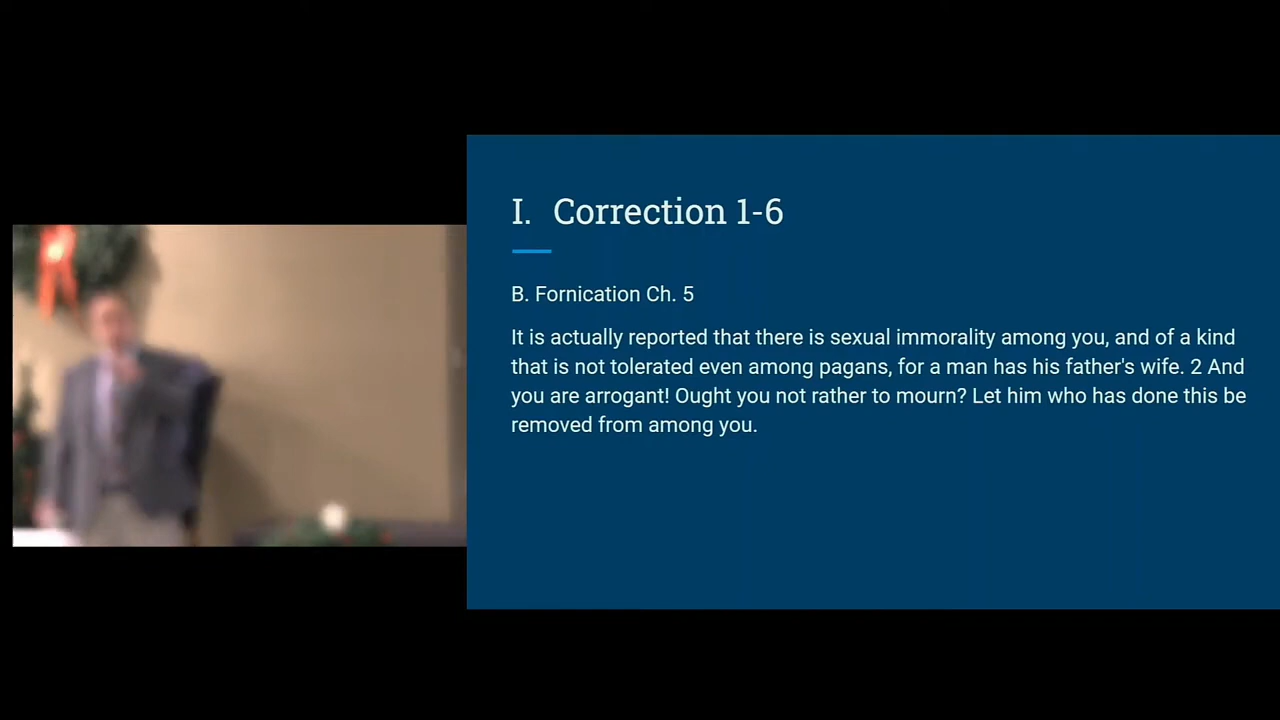 I. Correction 1-6
B. Fornication Ch. 5
It is actually reported that there is sexual immorality among you, and of a kind
that is not tolerated even among pagans, for a man has his father's wife. 2 And
you are arrogant! Ought you not rather to mourn? Let him who has done this be
removed from among you.